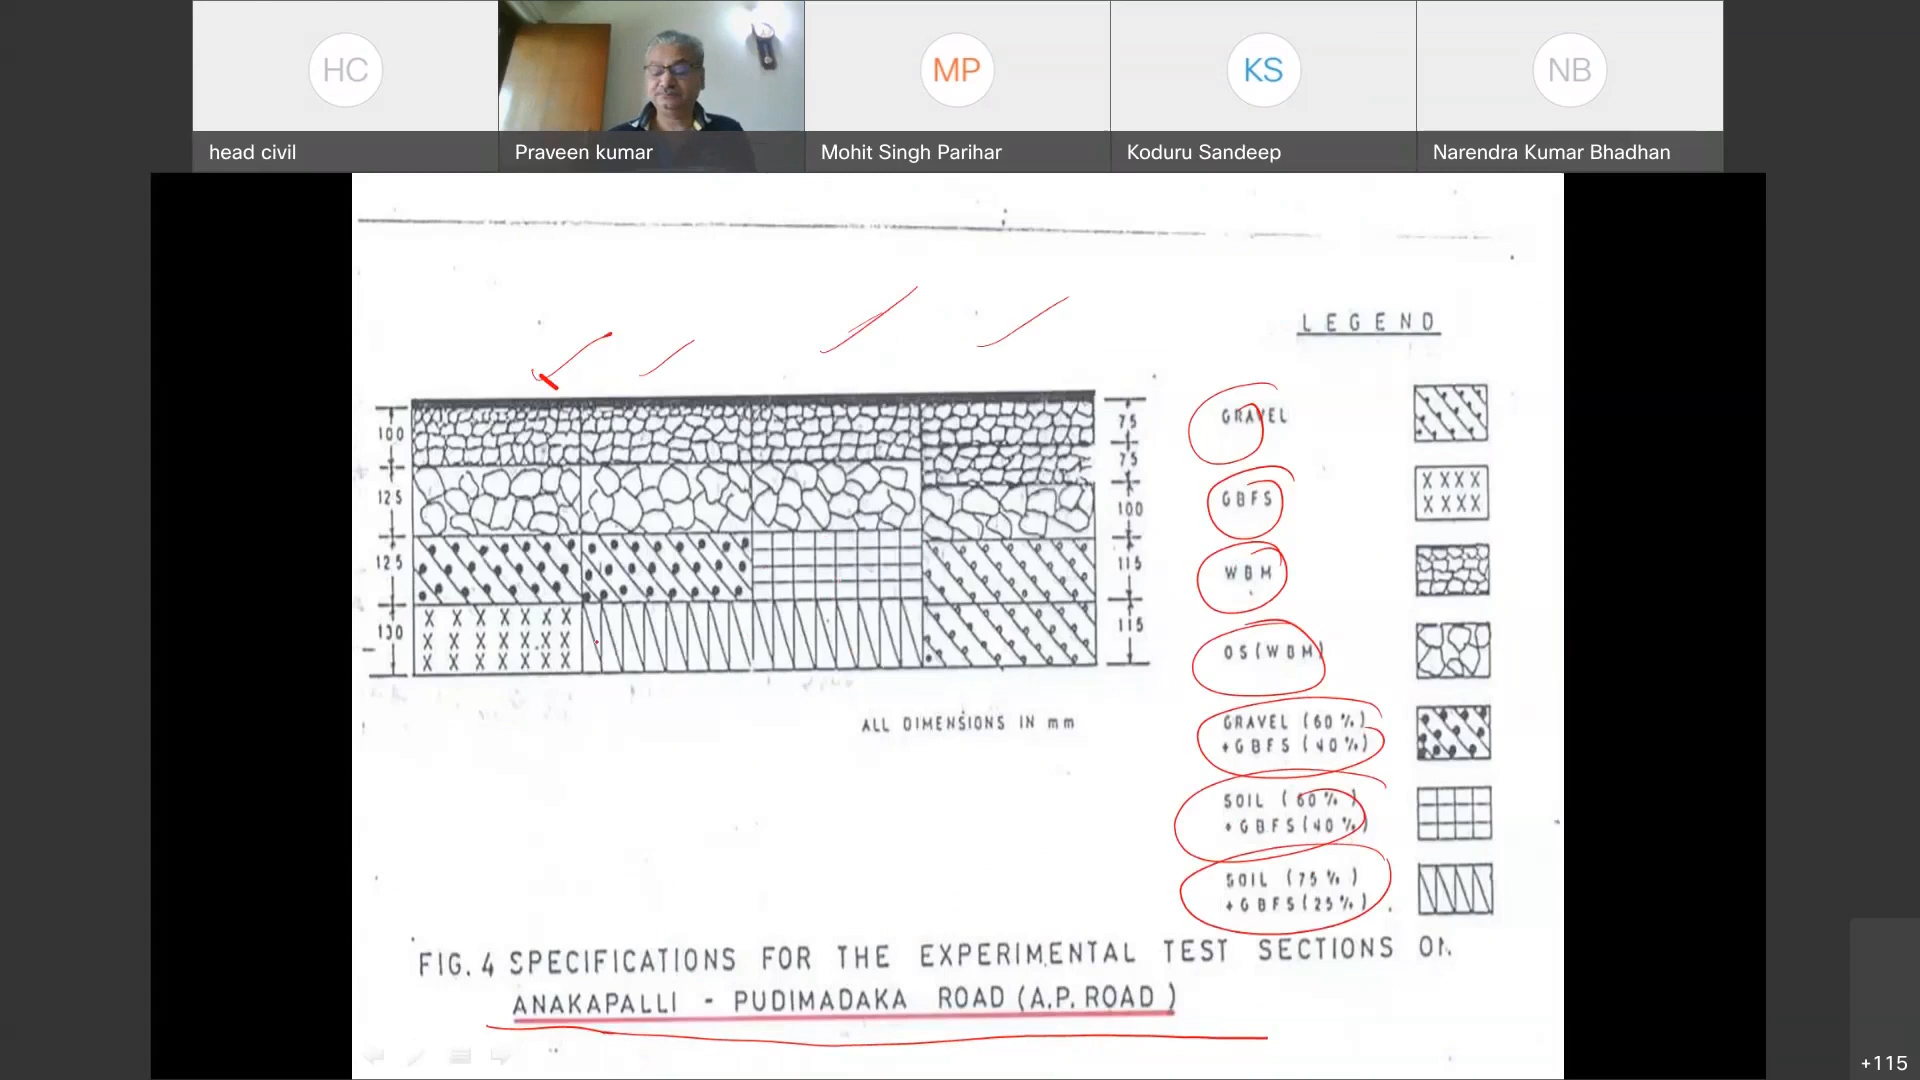 HC
MP
KS
NB
head civil
Praveen kumar
Mohit Singh Parihar
Koduru Sandeep
Narendra Kumar Bhadhan
LEGEND
100
125
125
130
75
75
100
115
115
GRAVEL
GBFS
WBM
OS(WBM)
GRAVEL (60%)
+GBFS (40%)
SOIL (60%)
+GBFS(40%)
SOIL (75%)
+GBFS(25%)
ALL DIMENSIONS IN mm
FIG. 4 SPECIFICATIONS FOR THE EXPERIMENTAL TEST SECTIONS ON
ANAKAPALLI - PUDIMADAKA ROAD (A.P. ROAD)
+115